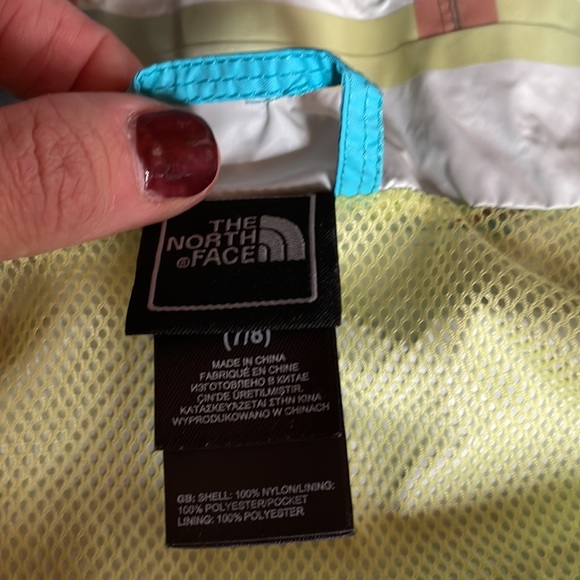 THE
NORTH
® FACE
(7/8)
MADE IN CHINA
FABRIQUÉ EN CHINE
ИЗГОТОВЛЕНО В КИТАЕ
ÇIN'DE ÜRETILMIŞTIR.
ΚΑΤΑΣΚΕΥΑΖΕΤΑΙ ΣΤΗΝ ΚΙΝΑ
WYPRODUKOWANO W CHINACH
GB: SHELL: 100% NYLON/LINING:
100% POLYESTER/POCKET
LINING: 100% POLYESTER